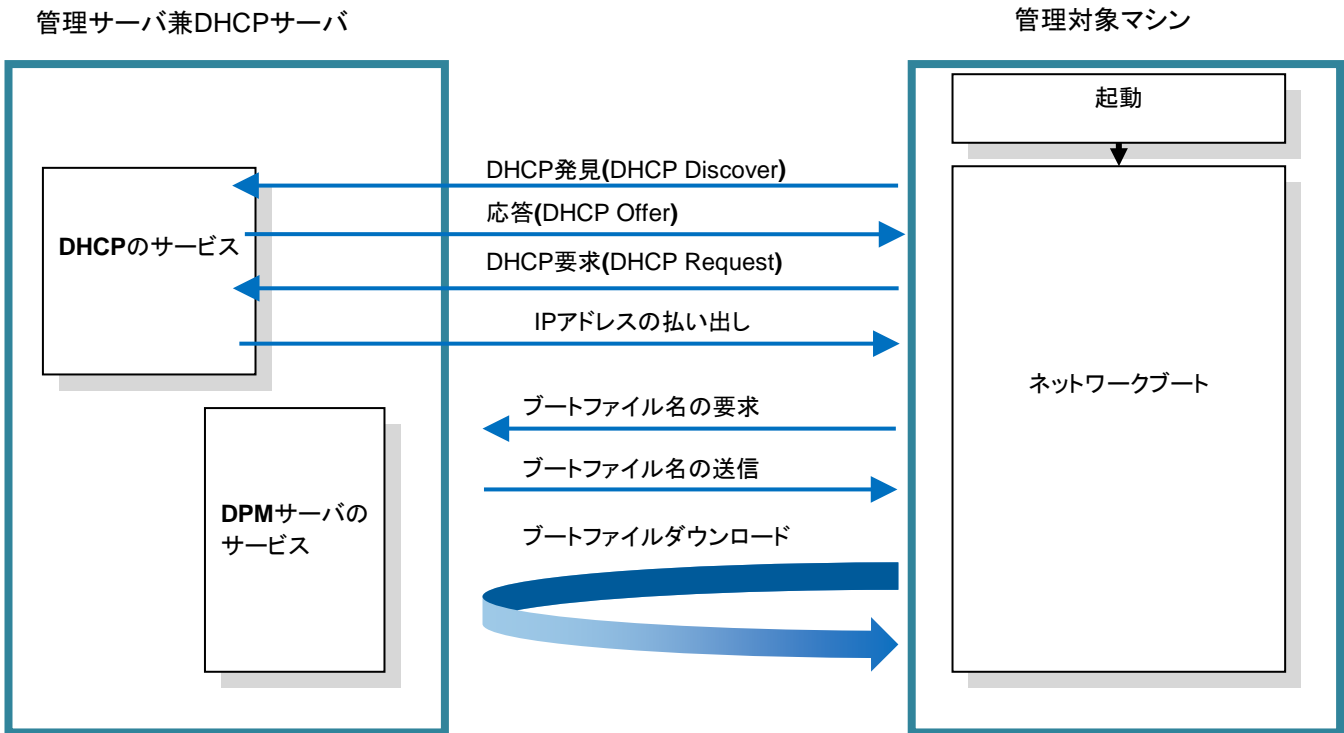 管理サーバ兼DHCPサーバ
管理対象マシン
起動
DHCP発見(DHCP Discover)
応答(DHCP Offer)
DHCPのサービス
DHCP要求(DHCP Request)
IPアドレスの払い出し
ネットワークブート
ブートファイル名の要求
ブートファイル名の送信
DPMサーバの
サービス
ブートファイルダウンロード